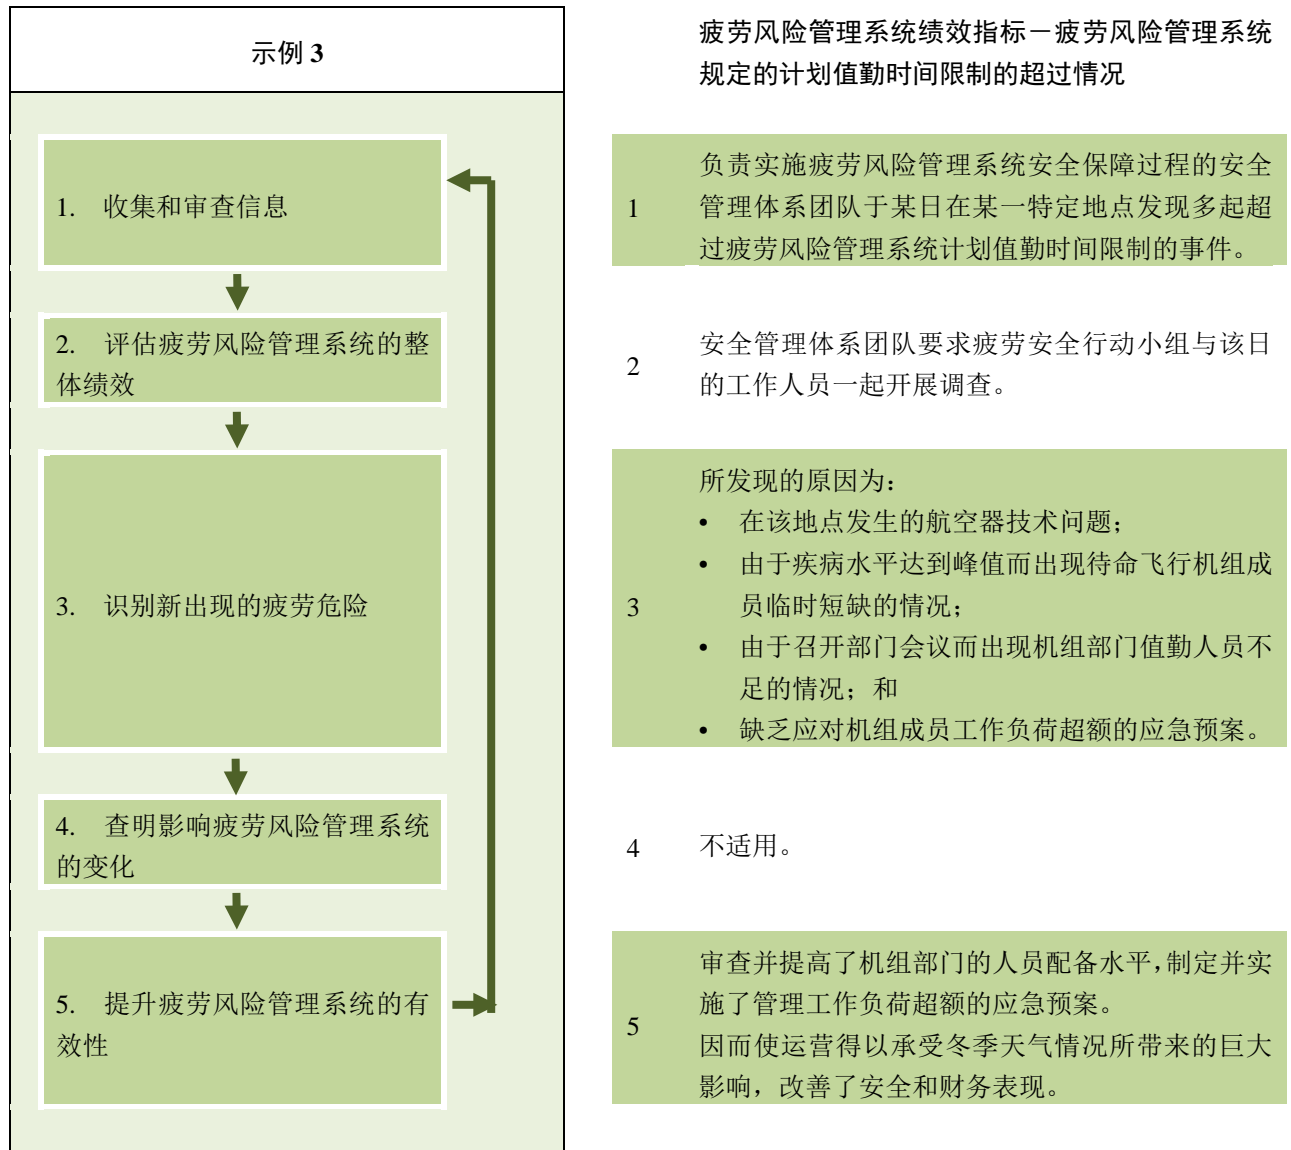 示例 3
疲劳风险管理系统绩效指标－疲劳风险管理系统
规定的计划值勤时间限制的超过情况
1. 收集和审查信息
1
负责实施疲劳风险管理系统安全保障过程的安全
管理体系团队于某日在某一特定地点发现多起超
过疲劳风险管理系统计划值勤时间限制的事件。
2. 评估疲劳风险管理系统的整
体绩效
2
安全管理体系团队要求疲劳安全行动小组与该日
的工作人员一起开展调查。
3. 识别新出现的疲劳危险
3
所发现的原因为：
• 在该地点发生的航空器技术问题；
• 由于疾病水平达到峰值而出现待命飞行机组成
员临时短缺的情况；
• 由于召开部门会议而出现机组部门值勤人员不
足的情况；和
• 缺乏应对机组成员工作负荷超额的应急预案。
4. 查明影响疲劳风险管理系统
的变化
4
不适用。
5. 提升疲劳风险管理系统的有
效性
5
审查并提高了机组部门的人员配备水平，制定并实
施了管理工作负荷超额的应急预案。
因而使运营得以承受冬季天气情况所带来的巨大
影响，改善了安全和财务表现。